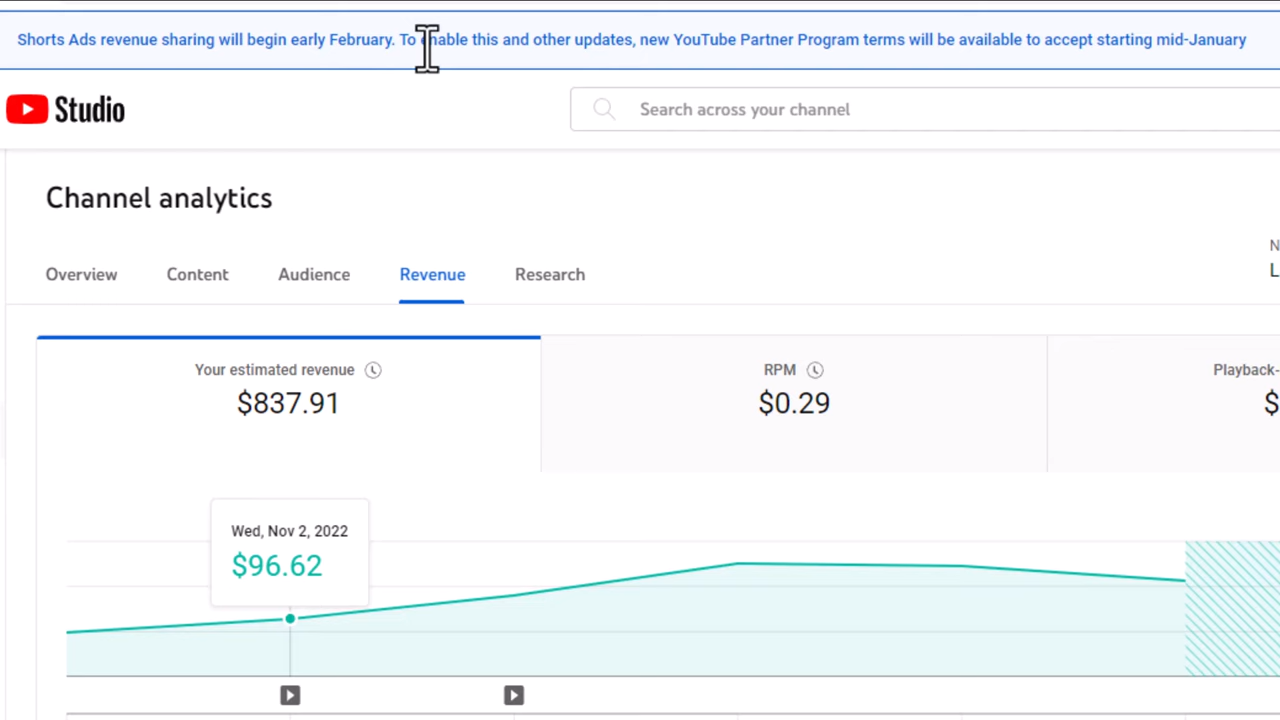 Shorts Ads revenue sharing will begin early February. To enable this and other updates, new YouTube Partner Program terms will be available to accept starting mid-January
Studio
Search across your channel
Channel analytics
Overview Content Audience Revenue Research
N
L
Your estimated revenue RPM Playback-
$837.91 $0.29 $
Wed, Nov 2, 2022
$96.62